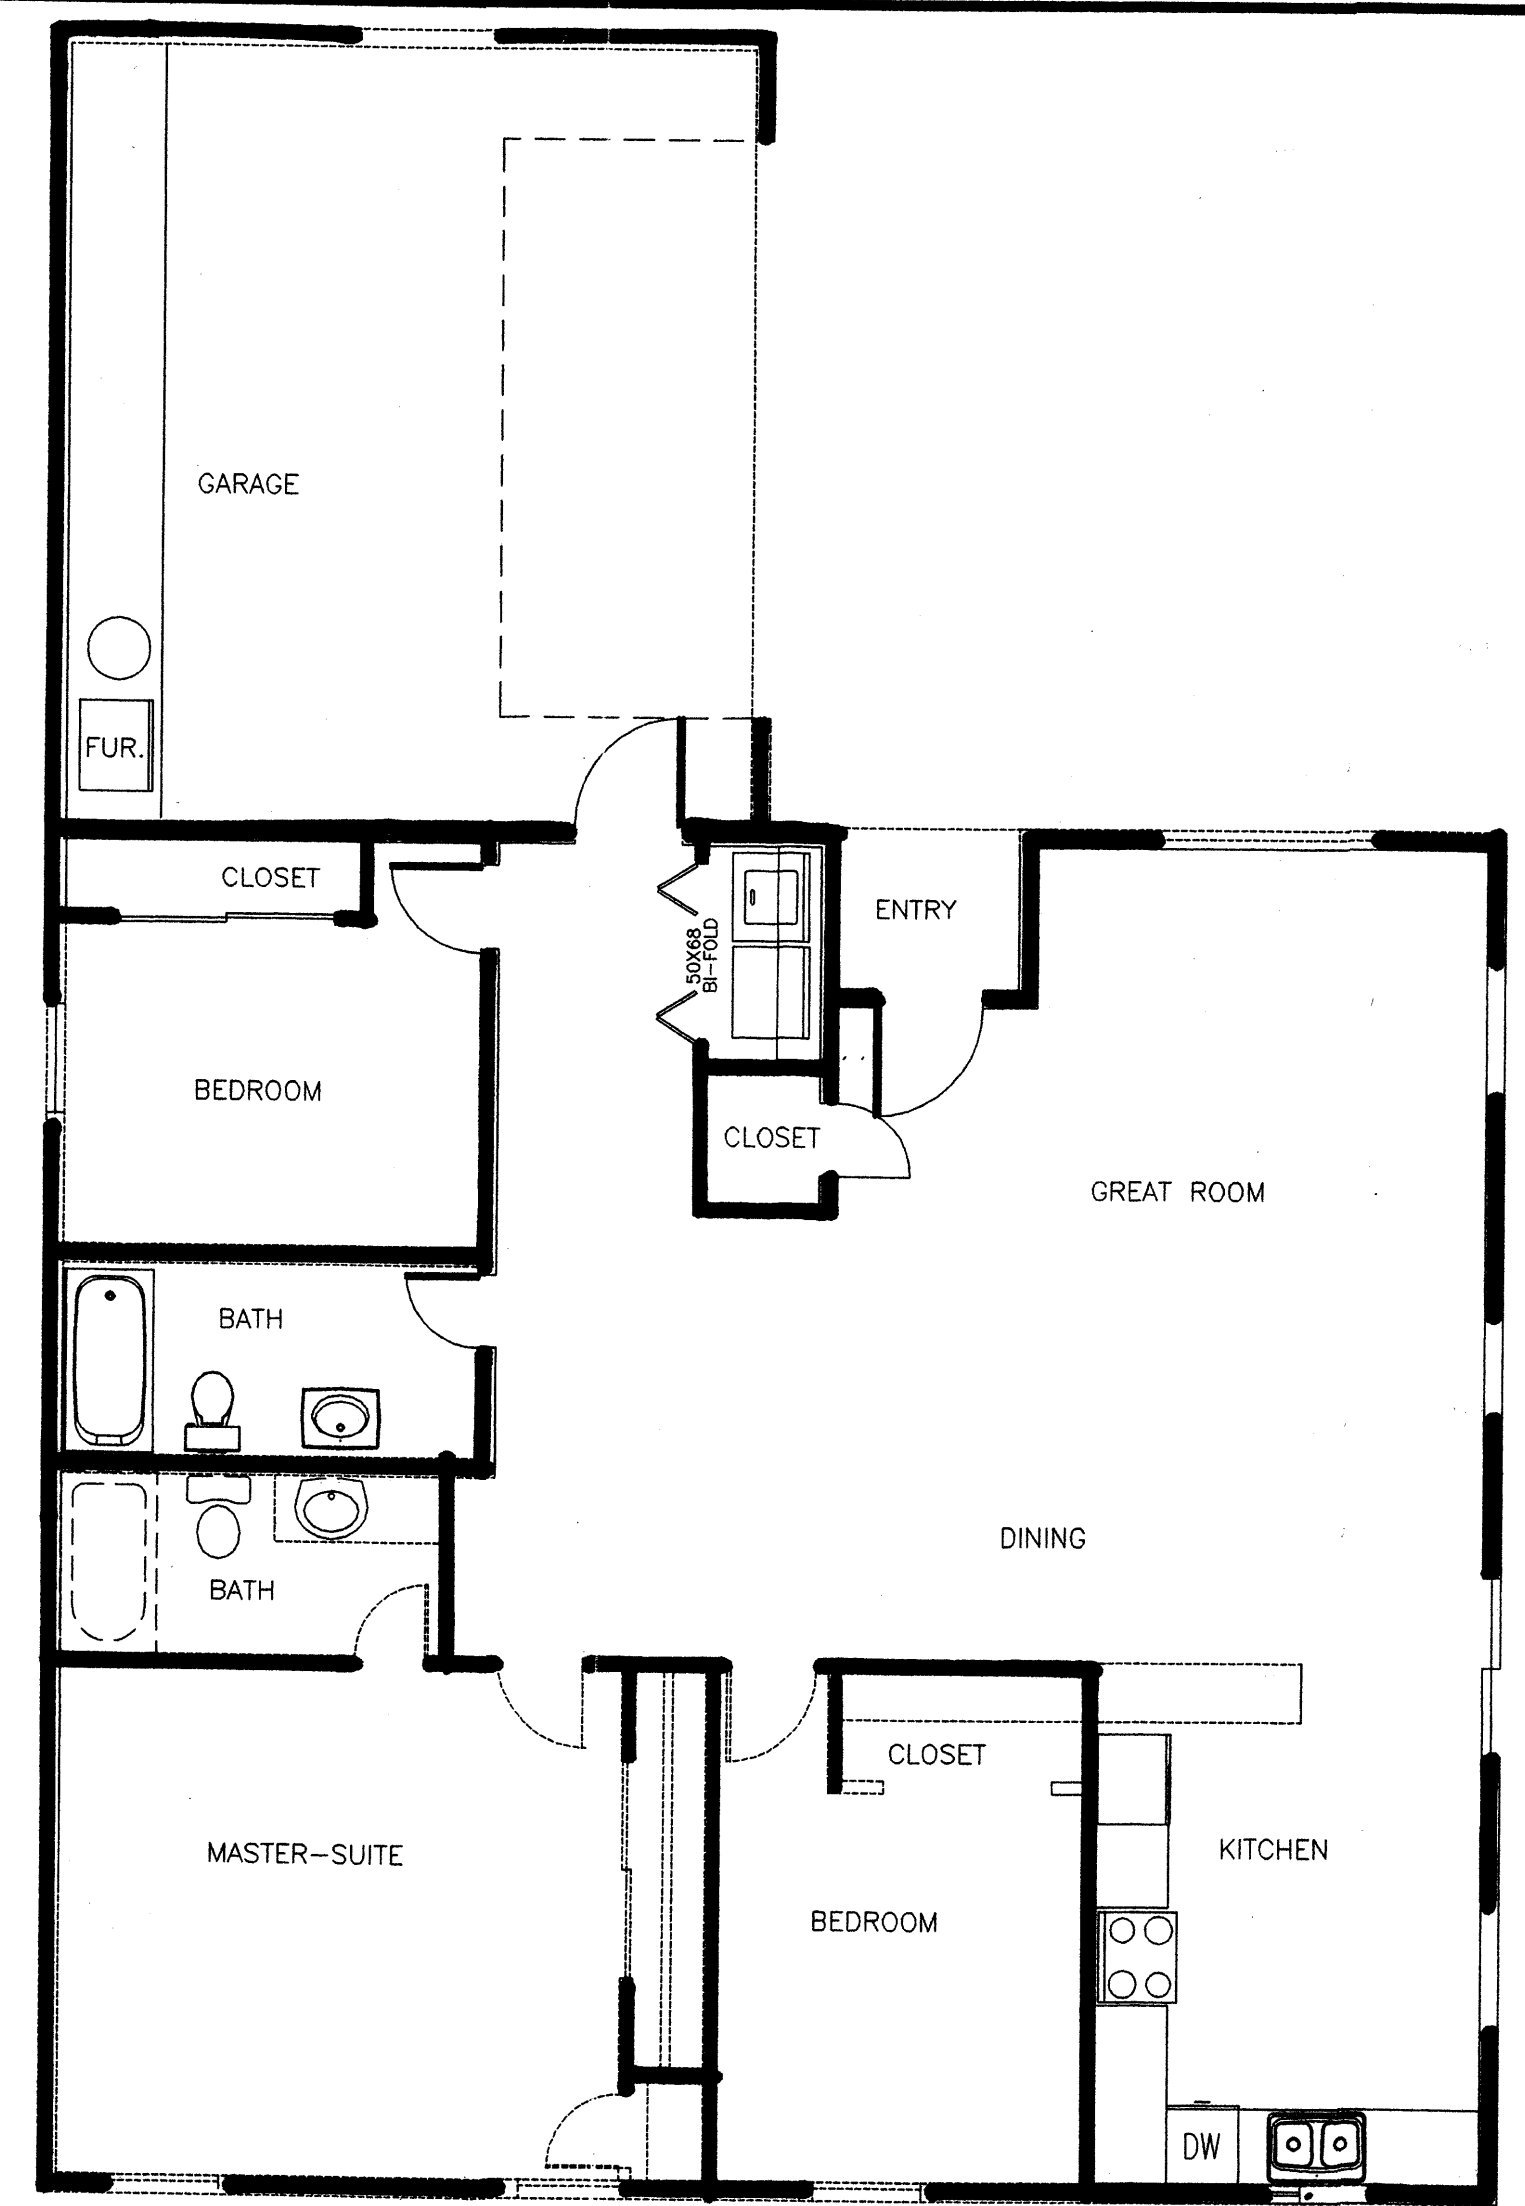 GARAGE
FUR.
CLOSET
ENTRY
50X68
BI-FOLD
BEDROOM
CLOSET
GREAT ROOM
BATH
DINING
BATH
CLOSET
MASTER-SUITE
KITCHEN
BEDROOM
DW